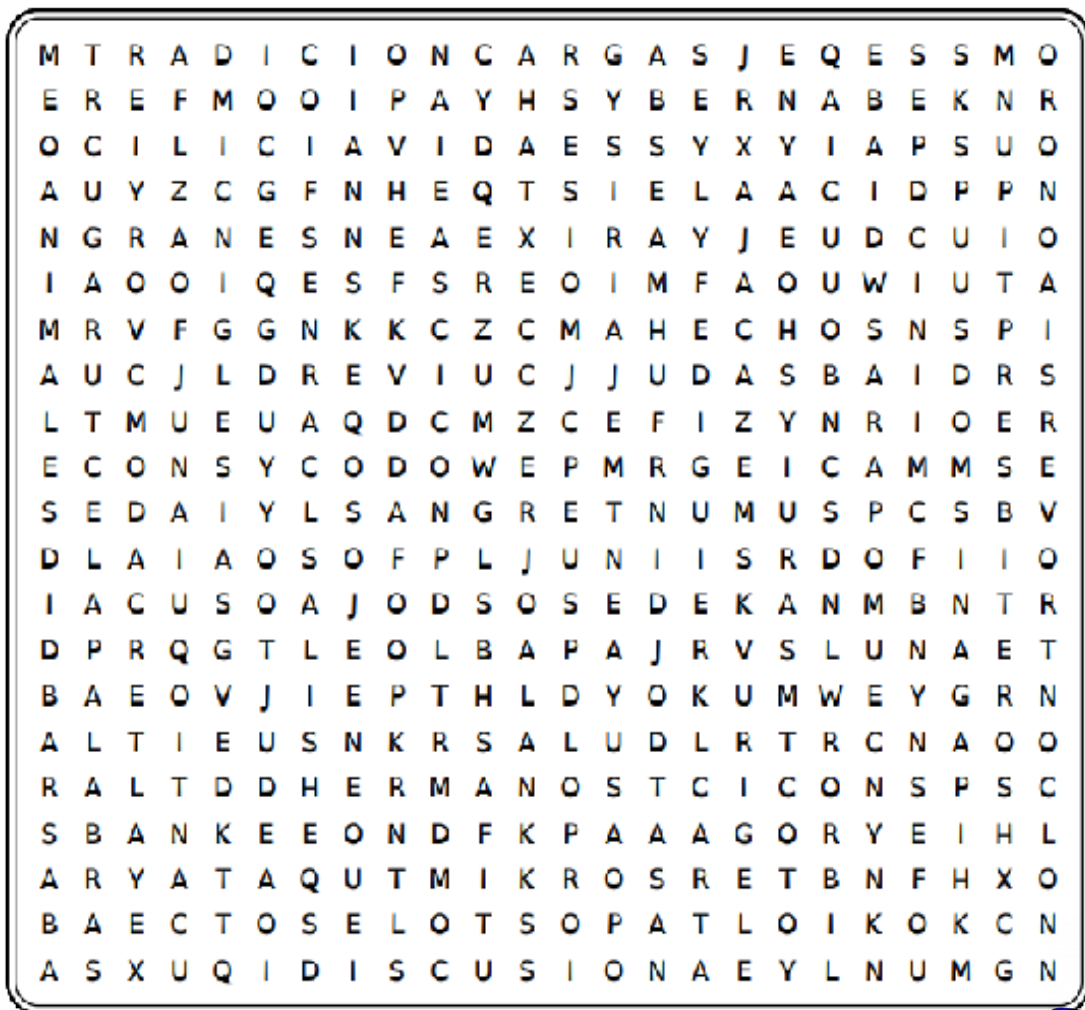 M T R A D I C I O N C A R G A S J E Q E S S M O
E R E F M O O I P A Y H S Y B E R N A B E K N R
O C I L I C I A V I D A E S S Y X Y I A P S U O
A U Y Z C G F N H E Q T S I E L A A C I D P P N
N G R A N E S N E A E X I R A Y J E U D C U I O
I A O O I Q E S F S R E O I M F A O U W I U T A
M R V F G G N K K C Z C M A H E C H O S N S P I
A U C J L D R E V I U C J J U D A S B A I D R S
L T M U E U A Q D C M Z C E F I Z Y N R I O E R
E C O N S Y C O D O W E P M R G E I C A M M S E
S E D A I Y L S A N G R E T N U M U S P C S B V
D L A I A O S O F P L J U N I I S R D O F I I O
I A C U S O A J O D S O S E D E K A N M B N T R
D P R Q G T L E O L B A P A J R V S L U N A E T
B A E O V J I E P T H L D Y O K U M W E Y G R N
A L T I E U S N K R S A L U D L R T R C N A O O
R A L T D D H E R M A N O S T C I C O N S P S C
S B A N K E E O N D F K P A A A G O R Y E I H L
A R Y A T A Q U T M I K R O S R E T B N F H X O
B A E C T O S E L O T S O P A T L O I K O K C N
A S X U Q I D I S C U S I O N A E Y L N U M G N